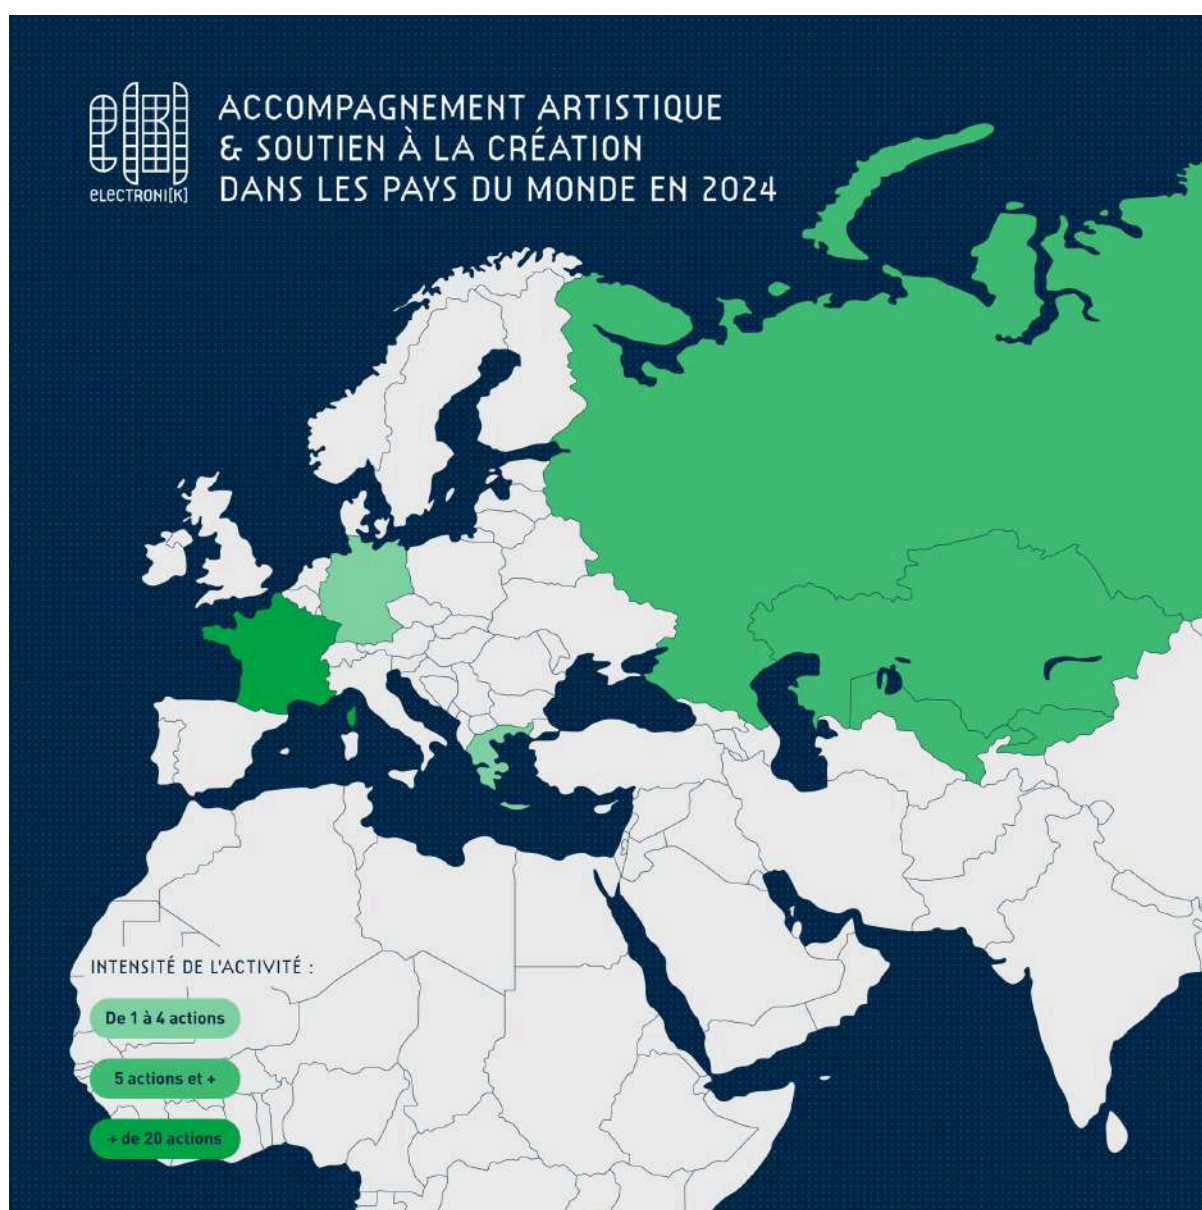 ELECTRONI[K]
ACCOMPAGNEMENT ARTISTIQUE
& SOUTIEN À LA CRÉATION
DANS LES PAYS DU MONDE EN 2024
INTENSITÉ DE L'ACTIVITÉ :
De 1 à 4 actions
5 actions et +
+ de 20 actions